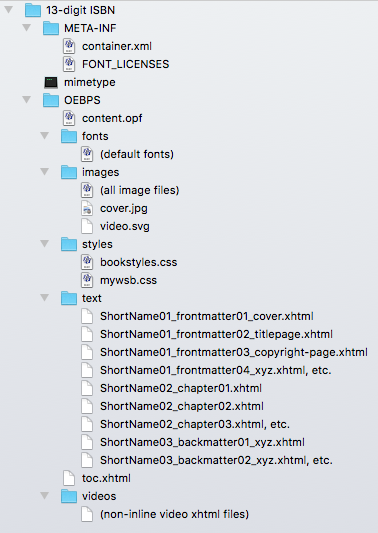 13-digit ISBN
META-INF
container.xml
FONT_LICENSES
mimetype
OEBPS
content.opf
fonts
(default fonts)
images
(all image files)
cover.jpg
video.svg
styles
bookstyles.css
mywsb.css
text
ShortName01_frontmatter01_cover.xhtml
ShortName01_frontmatter02_titlepage.xhtml
ShortName01_frontmatter03_copyright-page.xhtml
ShortName01_frontmatter04_xyz.xhtml, etc.
ShortName02_chapter01.xhtml
ShortName02_chapter02.xhtml
ShortName02_chapter03.xhtml, etc.
ShortName03_backmatter01_xyz.xhtml
ShortName03_backmatter02_xyz.xhtml, etc.
toc.xhtml
videos
(non-inline video xhtml files)